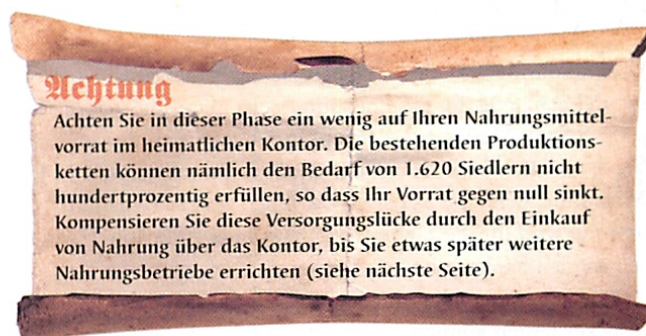 Achtung
Achten Sie in dieser Phase ein wenig auf Ihren Nahrungsmittel-
vorrat im heimatlichen Kontor. Die bestehenden Produktions-
ketten können nämlich den Bedarf von 1.620 Siedlern nicht
hundertprozentig erfüllen, so dass Ihr Vorrat gegen null sinkt.
Kompensieren Sie diese Versorgungslücke durch den Einkauf
von Nahrung über das Kontor, bis Sie etwas später weitere
Nahrungsbetriebe errichten (siehe nächste Seite).